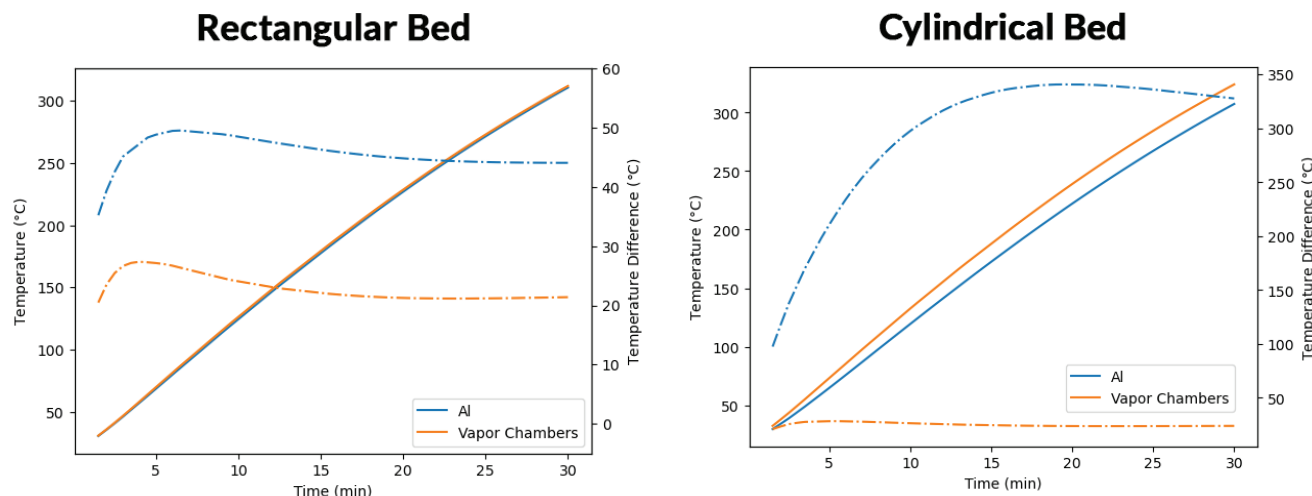 Rectangular Bed
Temperature (°C)
300
250
200
150
100
50
60
50
40
30
20
10
0
Temperature Difference (°C)
Al
Vapor Chambers
5 10 15 20 25 30
Time (min)
Cylindrical Bed
Temperature (°C)
300
250
200
150
100
50
350
300
250
200
150
100
50
Temperature Difference (°C)
Al
Vapor Chambers
5 10 15 20 25 30
Time (min)